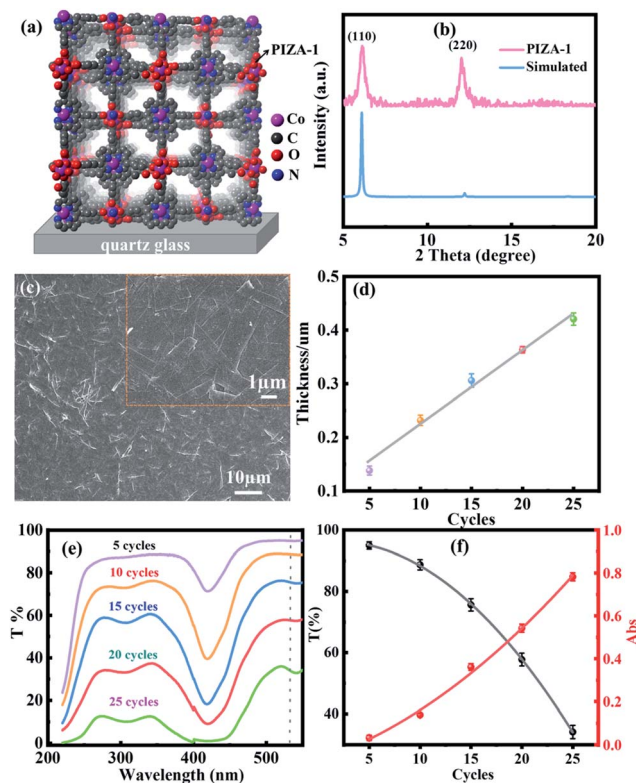 (a)
PIZA-1
Co
C
O
N
quartz glass
(b)
(110)
(220)
PIZA-1
Simulated
Intensity (a.u.)
5 10 15 20
2 Theta (degree)
(c)
1μm
10μm
(d)
Thickness/um
0.5
0.4
0.3
0.2
0.1
5 10 15 20 25
Cycles
(e)
T %
100
80
60
40
20
0
5 cycles
10 cycles
15 cycles
20 cycles
25 cycles
200 300 400 500
Wavelength (nm)
(f)
T(%)
100
80
60
40
1.0
0.8
0.6
0.4
0.2
0.0
Abs
5 10 15 20 25
Cycles